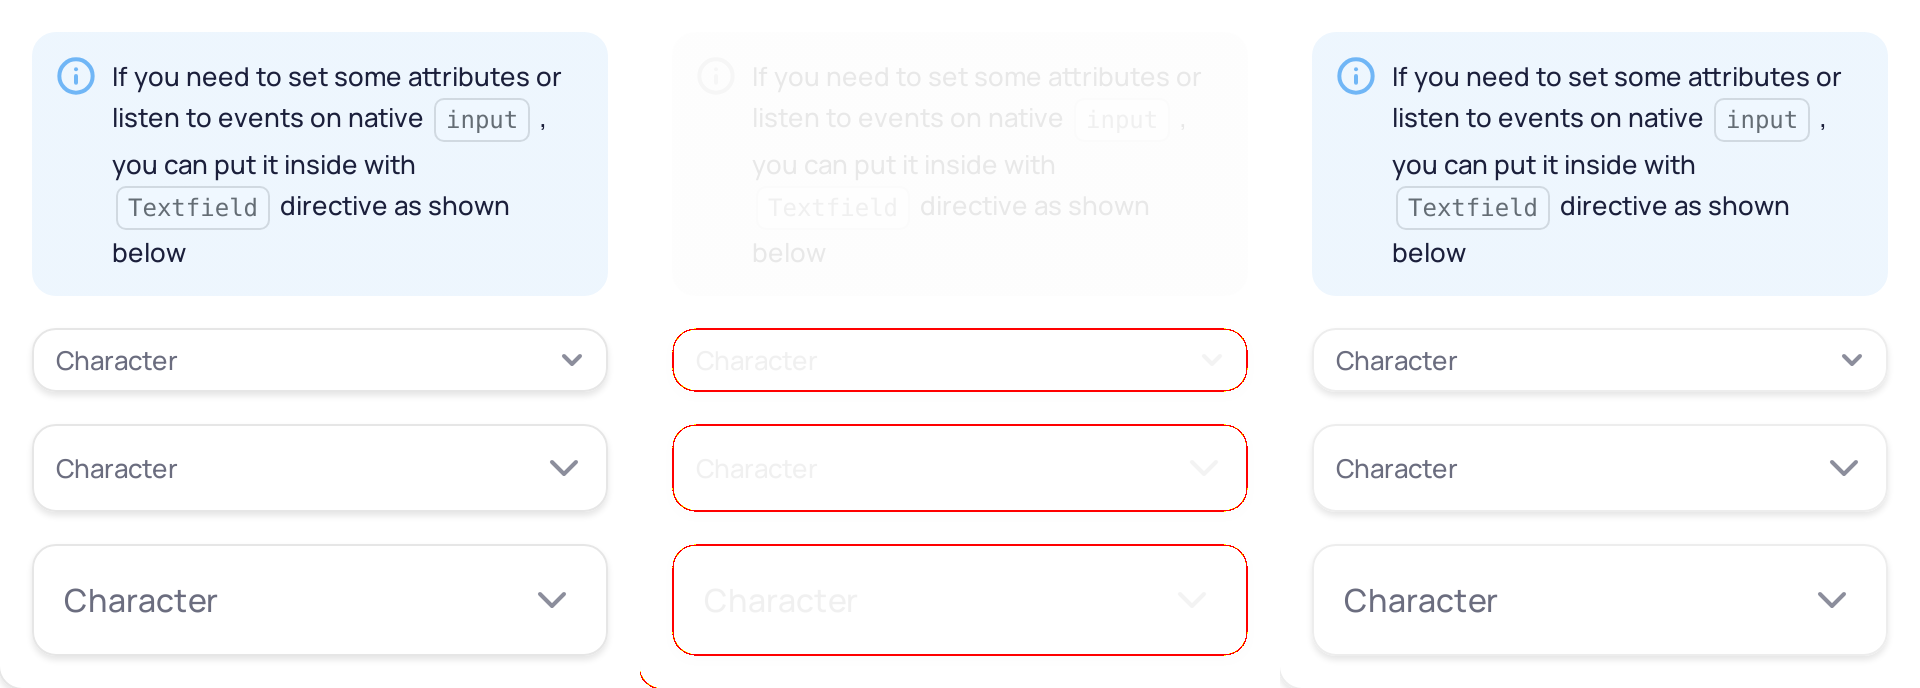 If you need to set some attributes or
listen to events on native input ,
you can put it inside with
Textfield directive as shown
below
Character
Character
Character
If you need to set some attributes or
listen to events on native input ,
you can put it inside with
Textfield directive as shown
below
Character
Character
Character
If you need to set some attributes or
listen to events on native input ,
you can put it inside with
Textfield directive as shown
below
Character
Character
Character